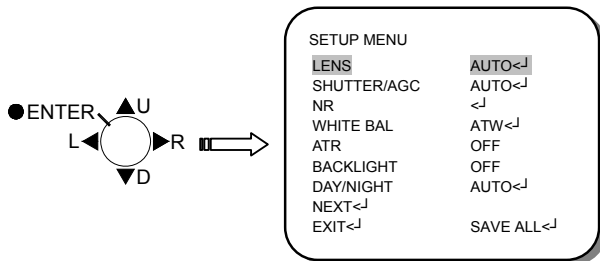 ●ENTER
▲U
L◀
▶R
▼D
SETUP MENU
LENS AUTO<┘
SHUTTER/AGC AUTO<┘
NR <┘
WHITE BAL ATW<┘
ATR OFF
BACKLIGHT OFF
DAY/NIGHT AUTO<┘
NEXT<┘
EXIT<┘ SAVE ALL<┘